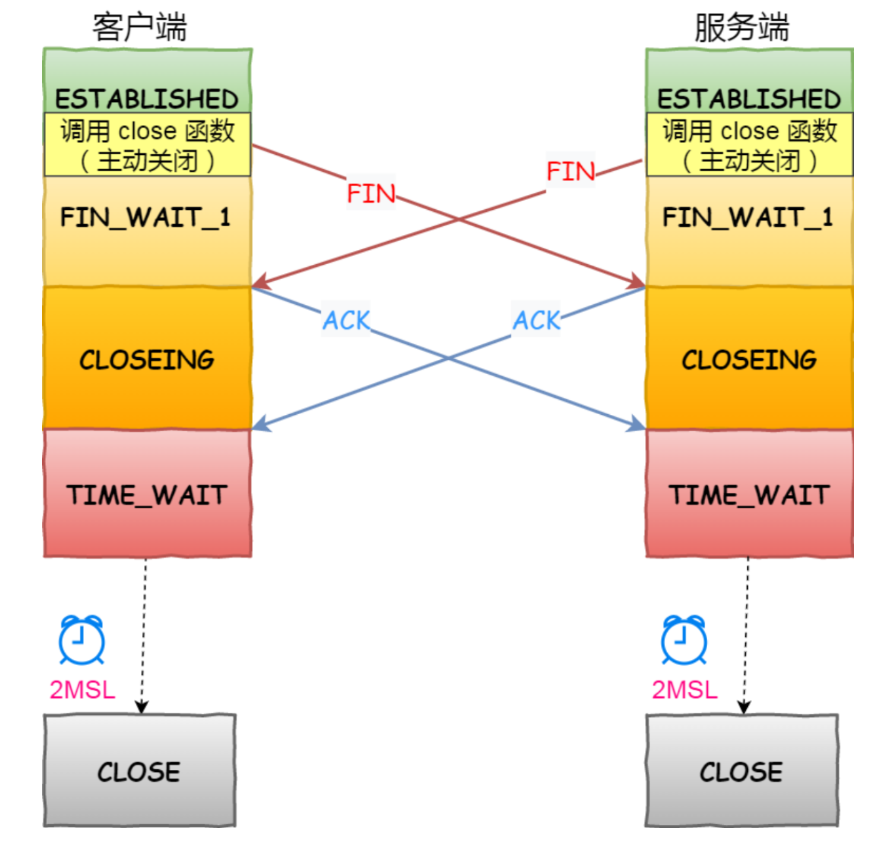 客户端
服务端
ESTABLISHED
ESTABLISHED
调用 close 函数
（主动关闭）
调用 close 函数
（主动关闭）
FIN
FIN
FIN_WAIT_1
FIN_WAIT_1
ACK
ACK
CLOSEING
CLOSEING
TIME_WAIT
TIME_WAIT
2MSL
2MSL
CLOSE
CLOSE